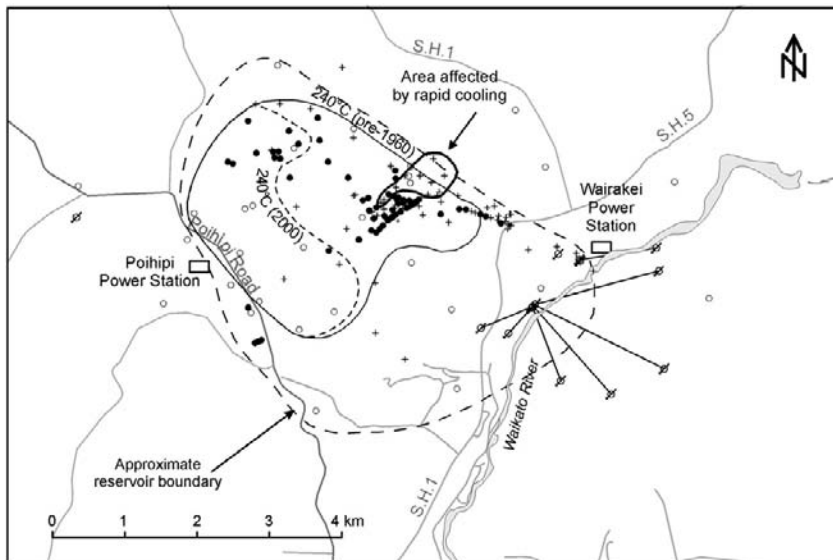 S.H.1
N
Area affected
by rapid cooling
240°C (pre-1960)
S.H.5
240°C (2000)
Wairakei
Power
Station
Poihipi Road
Poihipi
Power Station
Waikato River
Approximate
reservoir boundary
S.H.1
0 1 2 3 4 km